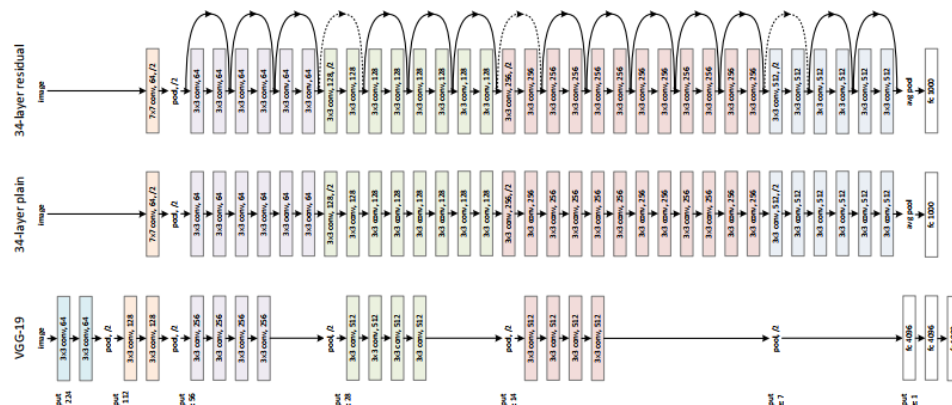 34-layer residual
image
7x7 conv, 64, /2
pool, /2
3x3 conv, 64
3x3 conv, 64
3x3 conv, 64
3x3 conv, 64
3x3 conv, 64
3x3 conv, 64
3x3 conv, 128, /2
3x3 conv, 128
3x3 conv, 128
3x3 conv, 128
3x3 conv, 128
3x3 conv, 128
3x3 conv, 128
3x3 conv, 128
3x3 conv, 256, /2
3x3 conv, 256
3x3 conv, 256
3x3 conv, 256
3x3 conv, 256
3x3 conv, 256
3x3 conv, 256
3x3 conv, 256
3x3 conv, 256
3x3 conv, 256
3x3 conv, 256
3x3 conv, 256
3x3 conv, 512, /2
3x3 conv, 512
3x3 conv, 512
3x3 conv, 512
3x3 conv, 512
3x3 conv, 512
avg pool
fc 1000
34-layer plain
image
7x7 conv, 64, /2
pool, /2
3x3 conv, 64
3x3 conv, 64
3x3 conv, 64
3x3 conv, 64
3x3 conv, 64
3x3 conv, 64
3x3 conv, 128, /2
3x3 conv, 128
3x3 conv, 128
3x3 conv, 128
3x3 conv, 128
3x3 conv, 128
3x3 conv, 128
3x3 conv, 128
3x3 conv, 256, /2
3x3 conv, 256
3x3 conv, 256
3x3 conv, 256
3x3 conv, 256
3x3 conv, 256
3x3 conv, 256
3x3 conv, 256
3x3 conv, 256
3x3 conv, 256
3x3 conv, 256
3x3 conv, 256
3x3 conv, 512, /2
3x3 conv, 512
3x3 conv, 512
3x3 conv, 512
3x3 conv, 512
3x3 conv, 512
avg pool
fc 1000
VGG-19
image
3x3 conv, 64
3x3 conv, 64
pool, /2
3x3 conv, 128
3x3 conv, 128
pool, /2
3x3 conv, 256
3x3 conv, 256
3x3 conv, 256
3x3 conv, 256
pool, /2
3x3 conv, 512
3x3 conv, 512
3x3 conv, 512
3x3 conv, 512
pool, /2
3x3 conv, 512
3x3 conv, 512
3x3 conv, 512
3x3 conv, 512
pool, /2
fc 4096
fc 4096
put
224
put
112
put
56
put
28
put
14
put
7
put
1